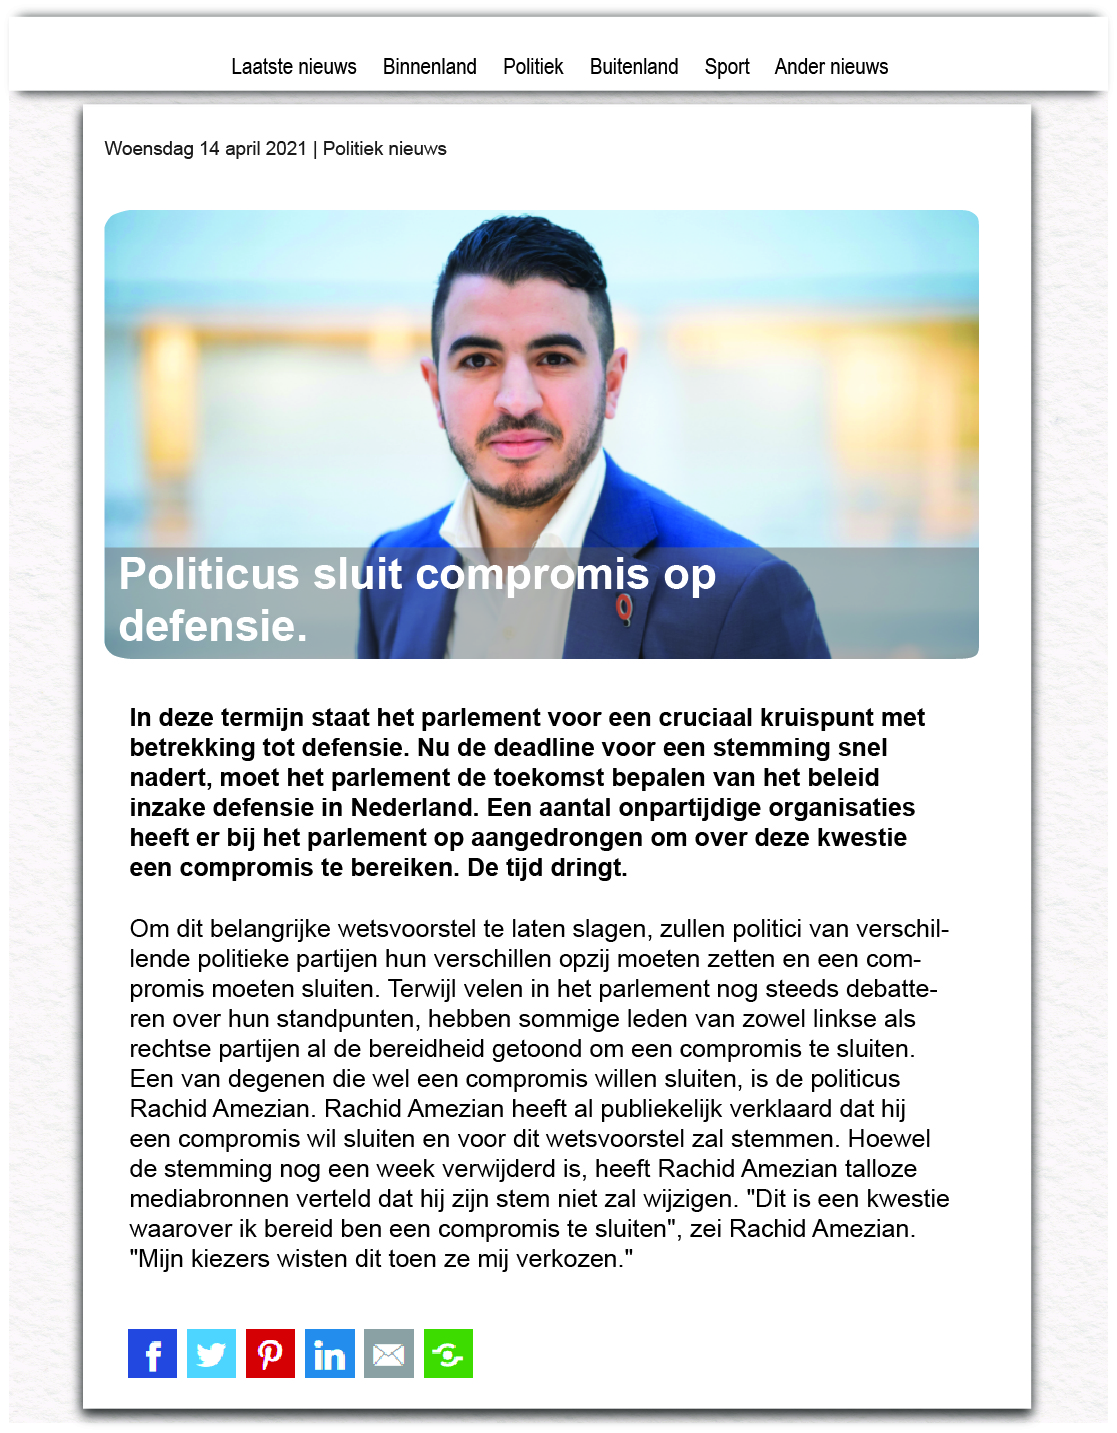 Laatste nieuws Binnenland Politiek Buitenland Sport Ander nieuws
Woensdag 14 april 2021 | Politiek nieuws
Politicus sluit compromis op
defensie.
In deze termijn staat het parlement voor een cruciaal kruispunt met
betrekking tot defensie. Nu de deadline voor een stemming snel
nadert, moet het parlement de toekomst bepalen van het beleid
inzake defensie in Nederland. Een aantal onpartijdige organisaties
heeft er bij het parlement op aangedrongen om over deze kwestie
een compromis te bereiken. De tijd dringt.
Om dit belangrijke wetsvoorstel te laten slagen, zullen politici van verschil-
lende politieke partijen hun verschillen opzij moeten zetten en een com-
promis moeten sluiten. Terwijl velen in het parlement nog steeds debatte-
ren over hun standpunten, hebben sommige leden van zowel linkse als
rechtse partijen al de bereidheid getoond om een compromis te sluiten.
Een van degenen die wel een compromis willen sluiten, is de politicus
Rachid Amezian. Rachid Amezian heeft al publiekelijk verklaard dat hij
een compromis wil sluiten en voor dit wetsvoorstel zal stemmen. Hoewel
de stemming nog een week verwijderd is, heeft Rachid Amezian talloze
mediabronnen verteld dat hij zijn stem niet zal wijzigen. "Dit is een kwestie
waarover ik bereid ben een compromis te sluiten", zei Rachid Amezian.
"Mijn kiezers wisten dit toen ze mij verkozen."